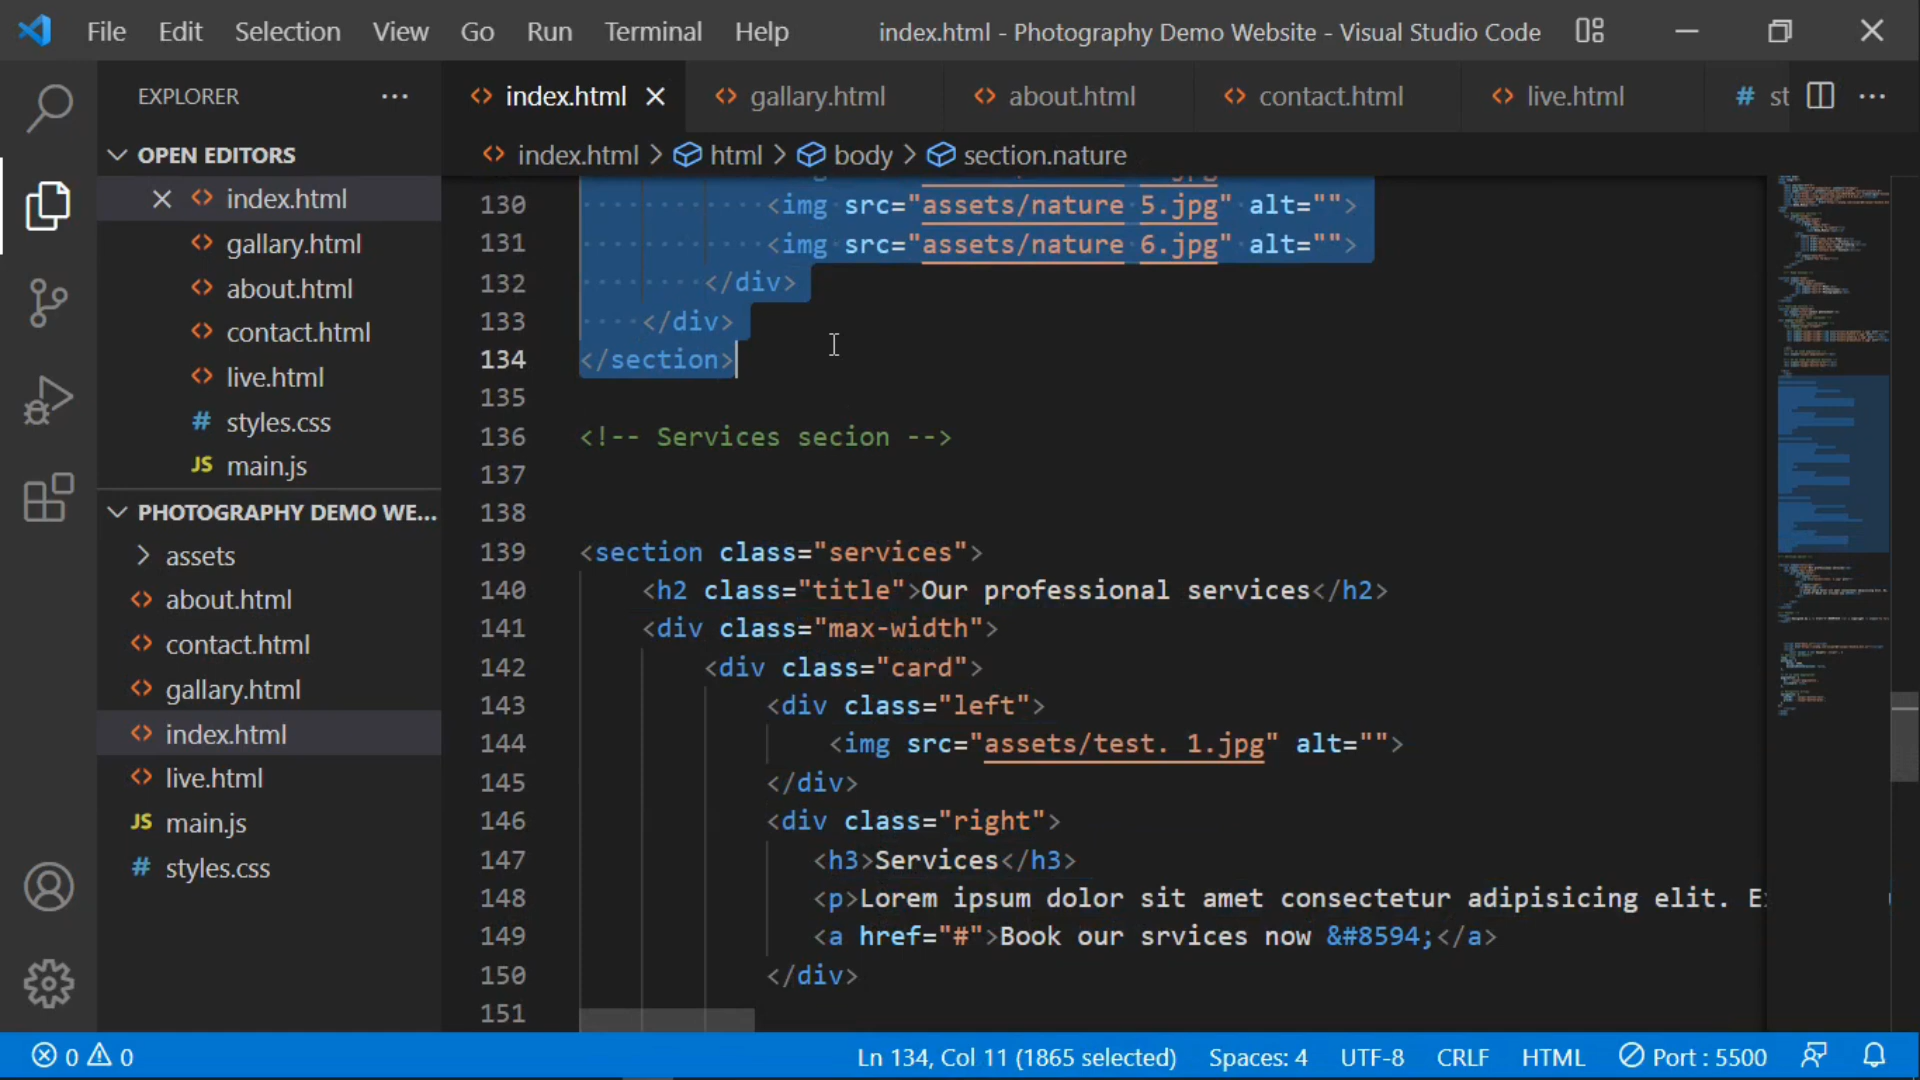 File Edit Selection View Go Run Terminal Help index.html - Photography Demo Website - Visual Studio Code
EXPLORER ···
index.html gallary.html about.html contact.html live.html # st ···
OPEN EDITORS
index.html
gallary.html
about.html
contact.html
live.html
# styles.css
JS main.js
PHOTOGRAPHY DEMO WE...
assets
about.html
contact.html
gallary.html
index.html
live.html
JS main.js
# styles.css
index.html > html > body > section.nature
130 <img src="assets/nature 5.jpg" alt="">
131 <img src="assets/nature 6.jpg" alt="">
132 </div>
133 </div>
134 </section>
135
136 <!-- Services secion -->
137
138
139 <section class="services">
140 <h2 class="title">Our professional services</h2>
141 <div class="max-width">
142 <div class="card">
143 <div class="left">
144 <img src="assets/test. 1.jpg" alt="">
145 </div>
146 <div class="right">
147 <h3>Services</h3>
148 <p>Lorem ipsum dolor sit amet consectetur adipisicing elit.
149 <a href="#">Book our srvices now &#8594;</a>
150 </div>
151
0 0 Ln 134, Col 11 (1865 selected) Spaces: 4 UTF-8 CRLF HTML Port : 5500